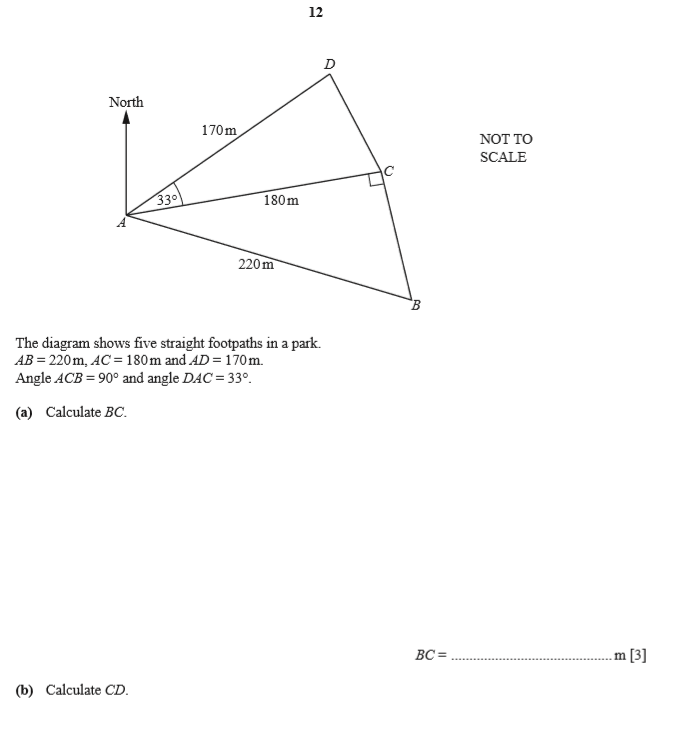 12
D
North
170 m
NOT TO
SCALE
C
33°
180 m
A
220 m
B
The diagram shows five straight footpaths in a park.
AB = 220 m, AC = 180 m and AD = 170 m.
Angle ACB = 90° and angle DAC = 33°.
(a) Calculate BC.
BC = .......................................... m [3]
(b) Calculate CD.